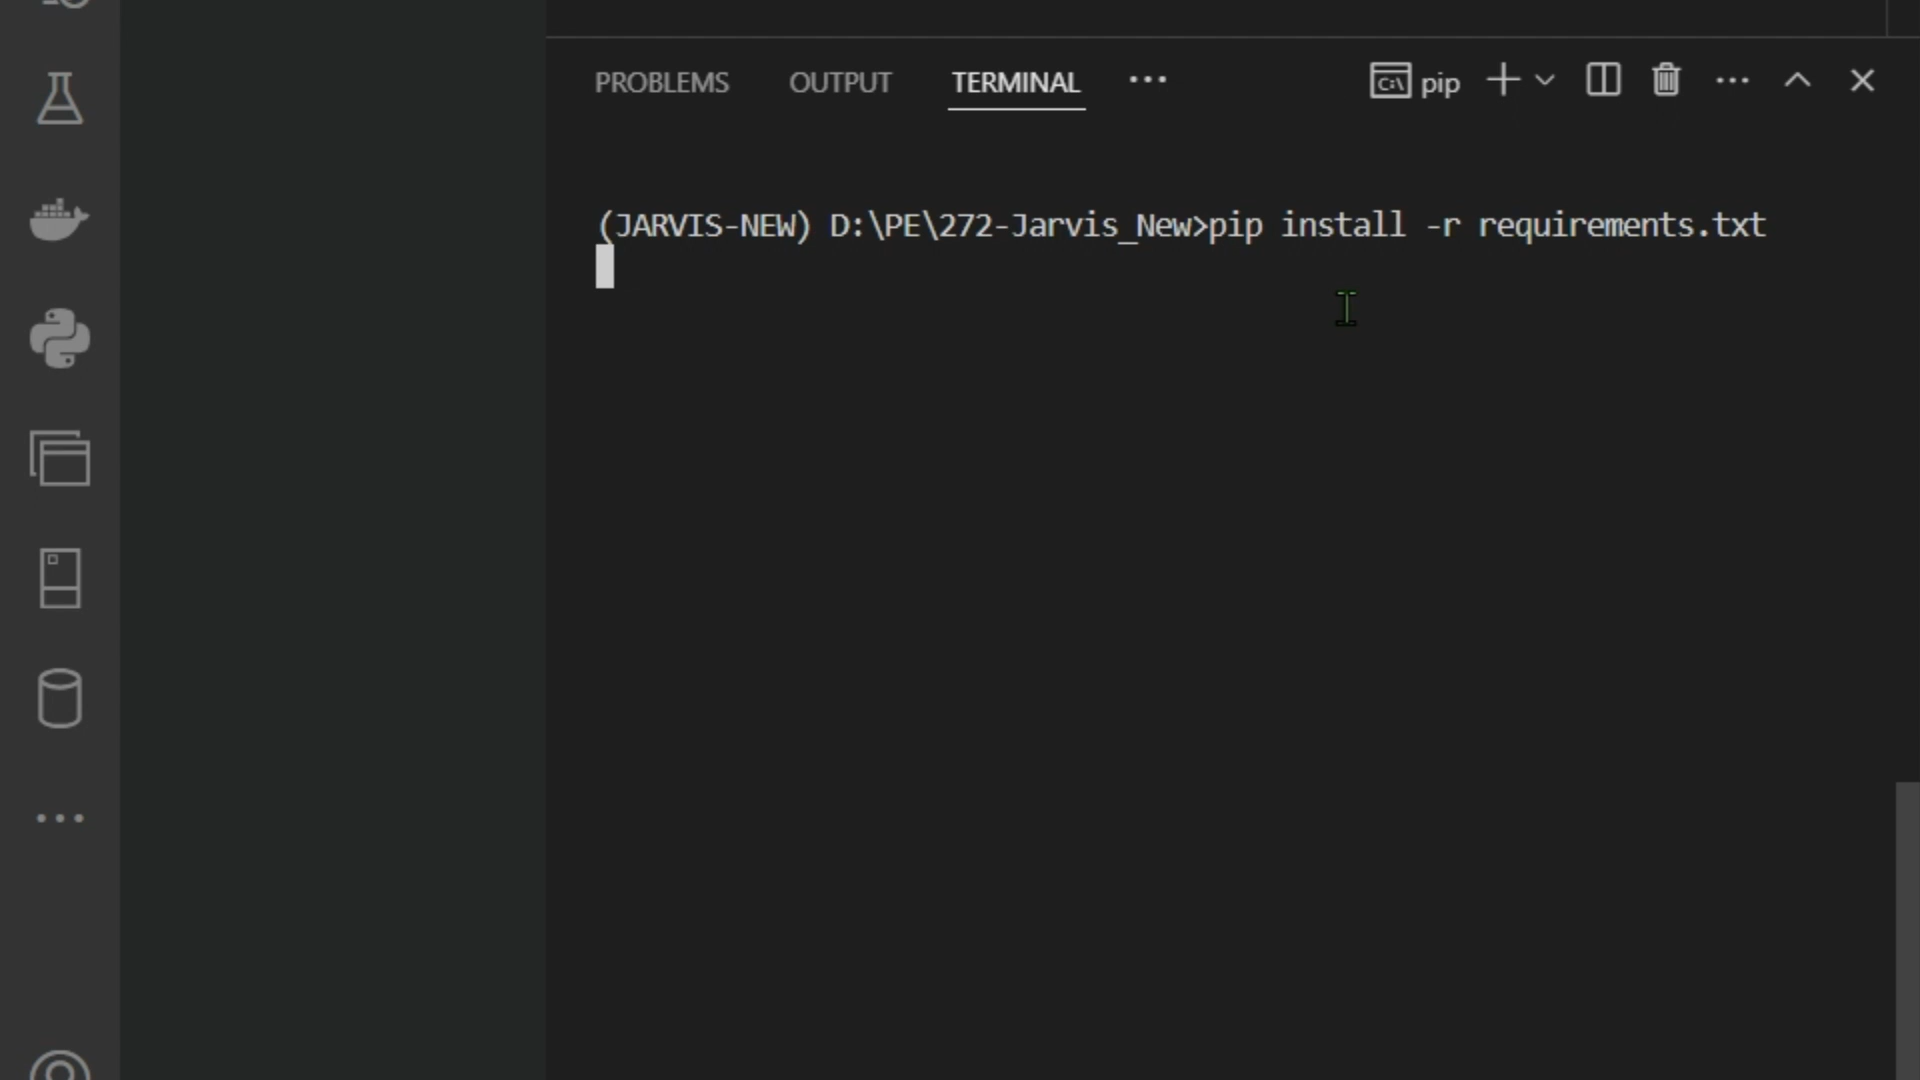 PROBLEMS OUTPUT TERMINAL ... C:\ pip
(JARVIS-NEW) D:\PE\272-Jarvis_New>pip install -r requirements.txt